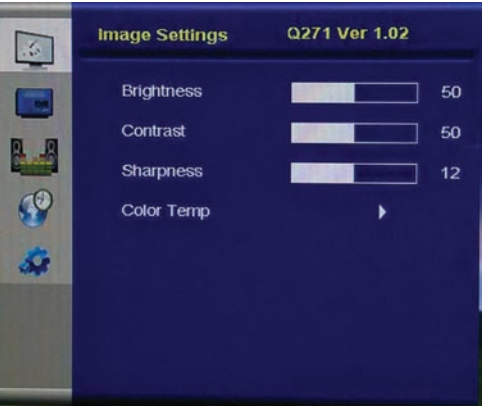 Image Settings Q271 Ver 1.02
Brightness 50
Contrast 50
Sharpness 12
Color Temp